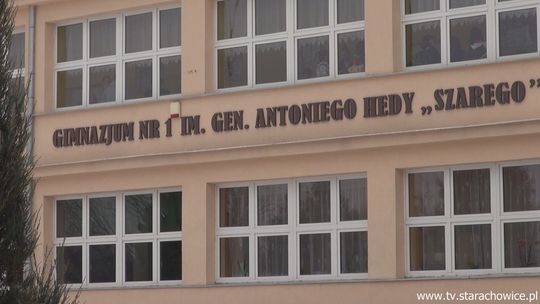 GIMNAZJUM NR 1 IM. GEN. ANTONIEGO HEDY „SZAREGO"
www.tv.starachowice.pl